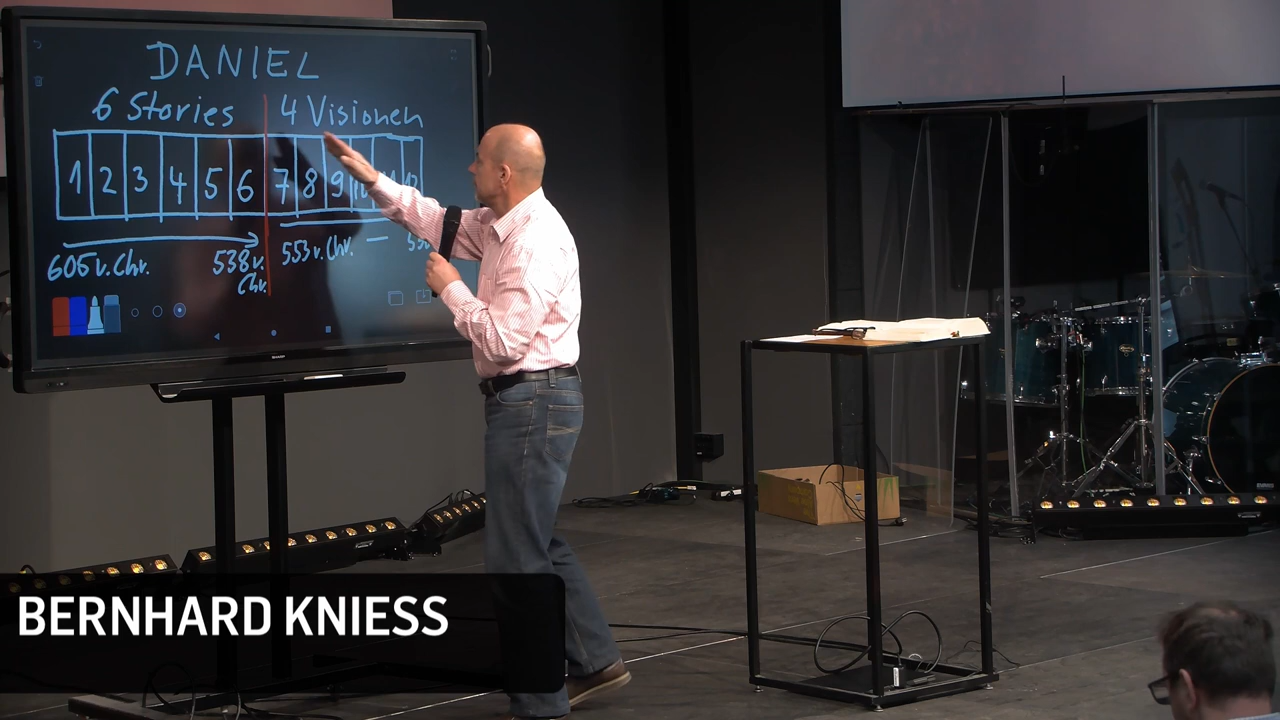 DANIEL
6 Stories 4 Visionen
1 2 3 4 5 6 7 8 9
605 v. Chr. 538 v. Chr. 553 v. Chr. —
SHARP
BERNHARD KNIESS